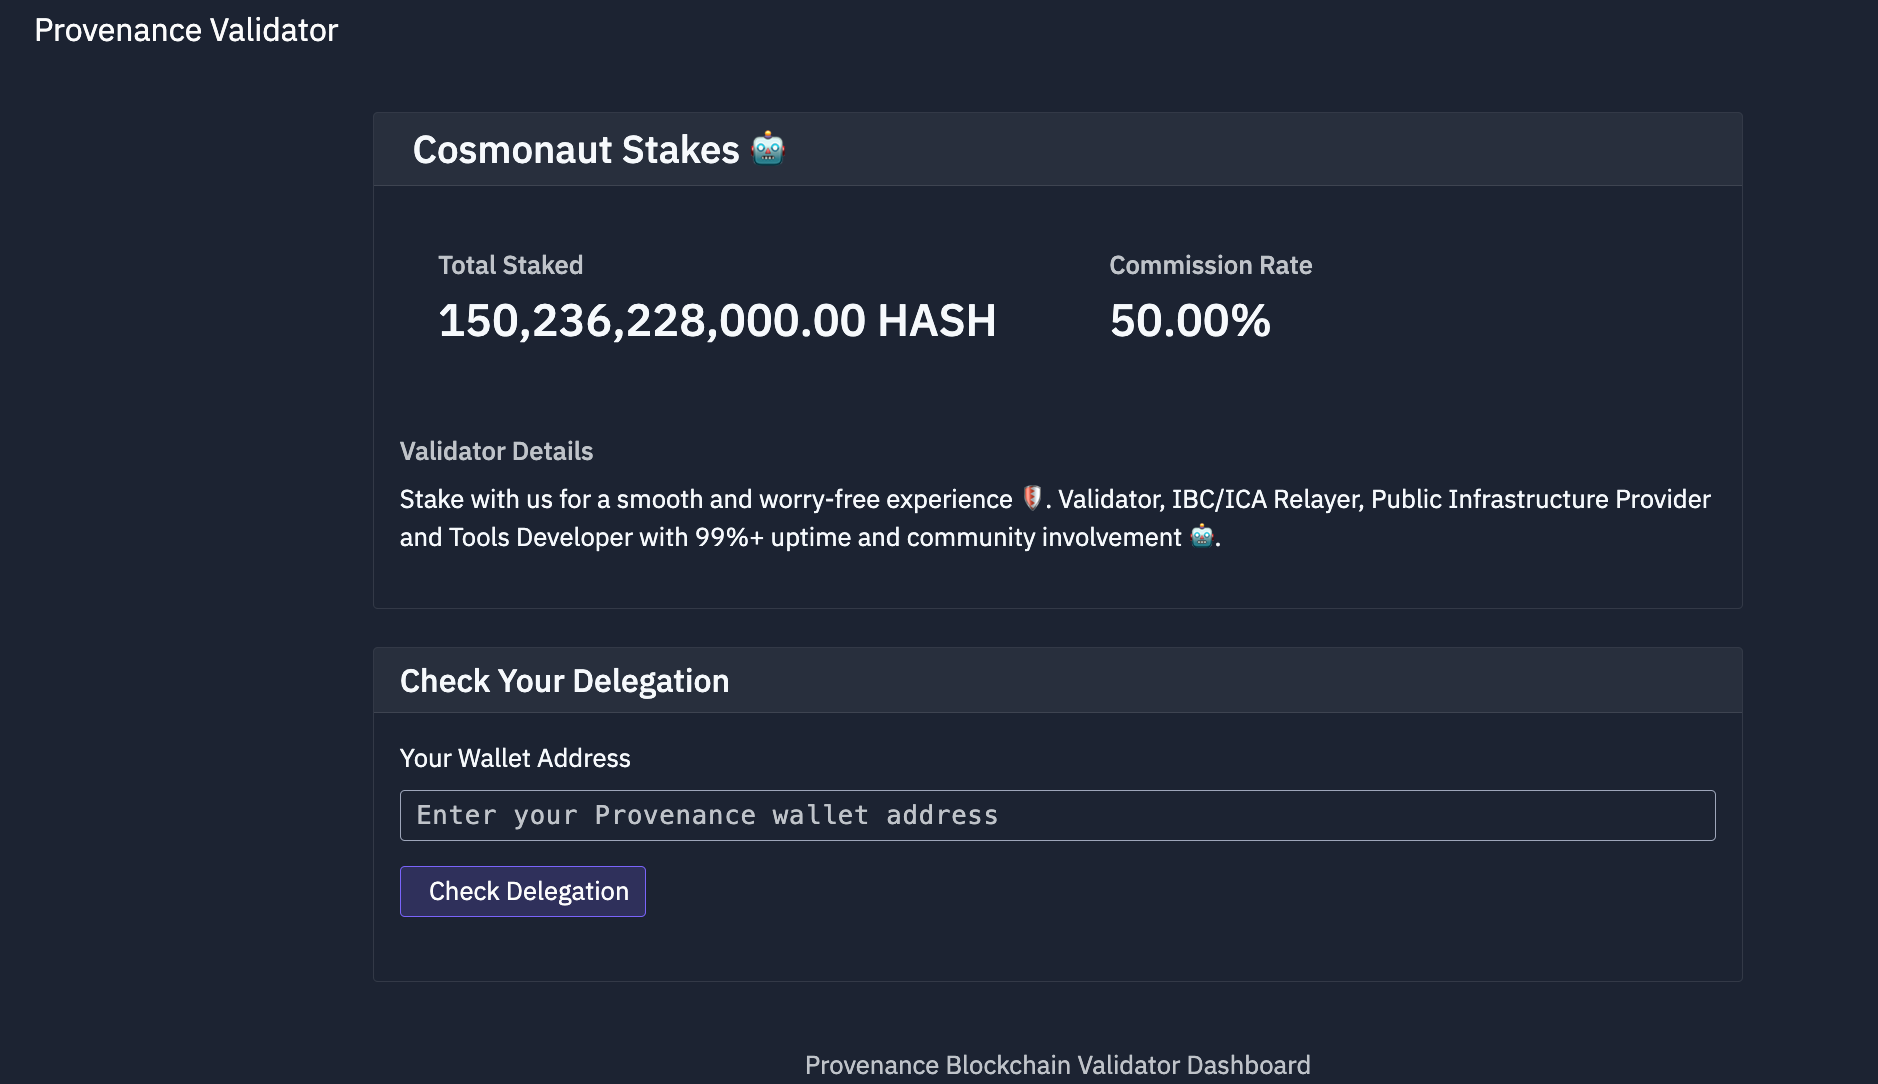 Provenance Validator
Cosmonaut Stakes 🤖
Total Staked
Commission Rate
150,236,228,000.00 HASH
50.00%
Validator Details
Stake with us for a smooth and worry-free experience 🛡️. Validator, IBC/ICA Relayer, Public Infrastructure Provider
and Tools Developer with 99%+ uptime and community involvement 🤖.
Check Your Delegation
Your Wallet Address
Enter your Provenance wallet address
Check Delegation
Provenance Blockchain Validator Dashboard